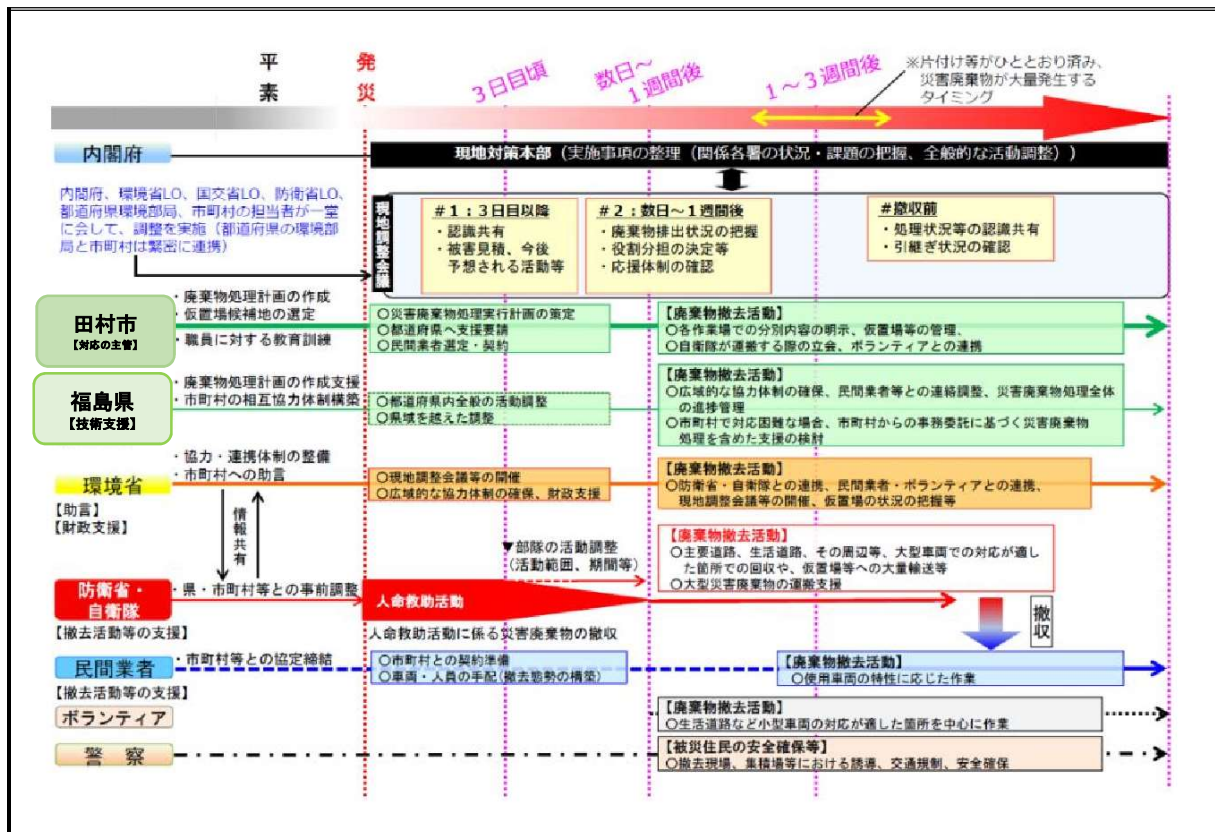 平素
発災
3日目頃
数日～
1週間後
1～3週間後
※片付け等がひととおり済み、
災害廃棄物が大量発生する
タイミング
内閣府
現地対策本部（実施事項の整理（関係各署の状況・課題の把握、全般的な活動調整））
内閣府、環境省LO、国交省LO、防衛省LO、
都道府県環境部局、市町村の担当者が一堂
に会して、調整を実施（都道府県の環境部
局と市町村は緊密に連携）
現地調整会議
#1：3日目以降
・認識共有
・被害見積、今後
予想される活動等
#2：数日～1週間後
・廃棄物排出状況の把握
・役割分担の決定等
・応援体制の確認
#撤収前
・処理状況等の認識共有
・引継ぎ状況の確認
田村市
【対応の主管】
・廃棄物処理計画の作成
・仮置場候補地の選定
・職員に対する教育訓練
○災害廃棄物処理実行計画の策定
○都道府県へ支援要請
○民間業者選定・契約
【廃棄物撤去活動】
○各作業場での分別内容の明示、仮置場等の管理、
○自衛隊が運搬する際の立会、ボランティアとの連携
福島県
【技術支援】
・廃棄物処理計画の作成支援
・市町村の相互協力体制構築
○都道府県内全般の活動調整
○県域を越えた調整
【廃棄物撤去活動】
○広域的な協力体制の確保、民間業者等との連絡調整、災害廃棄物処理全体
の進捗管理
○市町村で対応困難な場合、市町村からの事務委託に基づく災害廃棄物
処理を含めた支援の検討
環境省
【助言】
【財政支援】
・協力・連携体制の整備
・市町村への助言
○現地調整会議等の開催
○広域的な協力体制の確保、財政支援
【廃棄物撤去活動】
○防衛省・自衛隊との連携、民間業者・ボランティアとの連携、
現地調整会議等の開催、仮置場の状況の把握等
情報共有
▼部隊の活動調整
（活動範囲、期間等）
【廃棄物撤去活動】
○主要道路、生活道路、その周辺等、大型車両での対応が適し
た箇所での回収や、仮置場等への大量輸送等
○大型災害廃棄物の運搬支援
防衛省・
自衛隊
【撤去活動等の支援】
・県・市町村等との事前調整
人命救助活動
人命救助活動に係る災害廃棄物の撤収
撤収
民間業者
【撤去活動等の支援】
・市町村等との協定締結
○市町村との契約準備
○車両・人員の手配(撤去態勢の構築)
【廃棄物撤去活動】
○使用車両の特性に応じた作業
ボランティア
【廃棄物撤去活動】
○生活道路など小型車両の対応が適した箇所を中心に作業
警察
【被災住民の安全確保等】
○撤去現場、集積場等における誘導、交通規制、安全確保